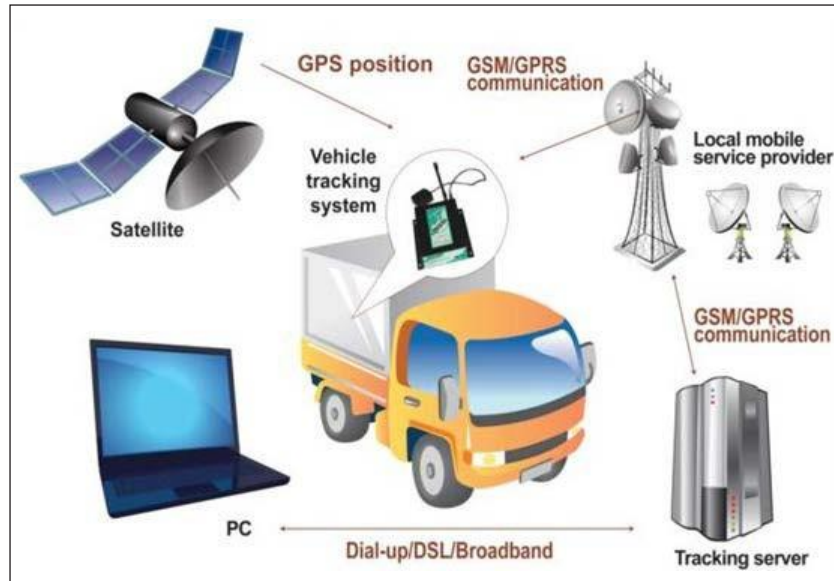 GPS position
GSM/GPRS
communication
Vehicle
tracking
system
Local mobile
service provider
Satellite
GSM/GPRS
communication
PC
Dial-up/DSL/Broadband
Tracking server